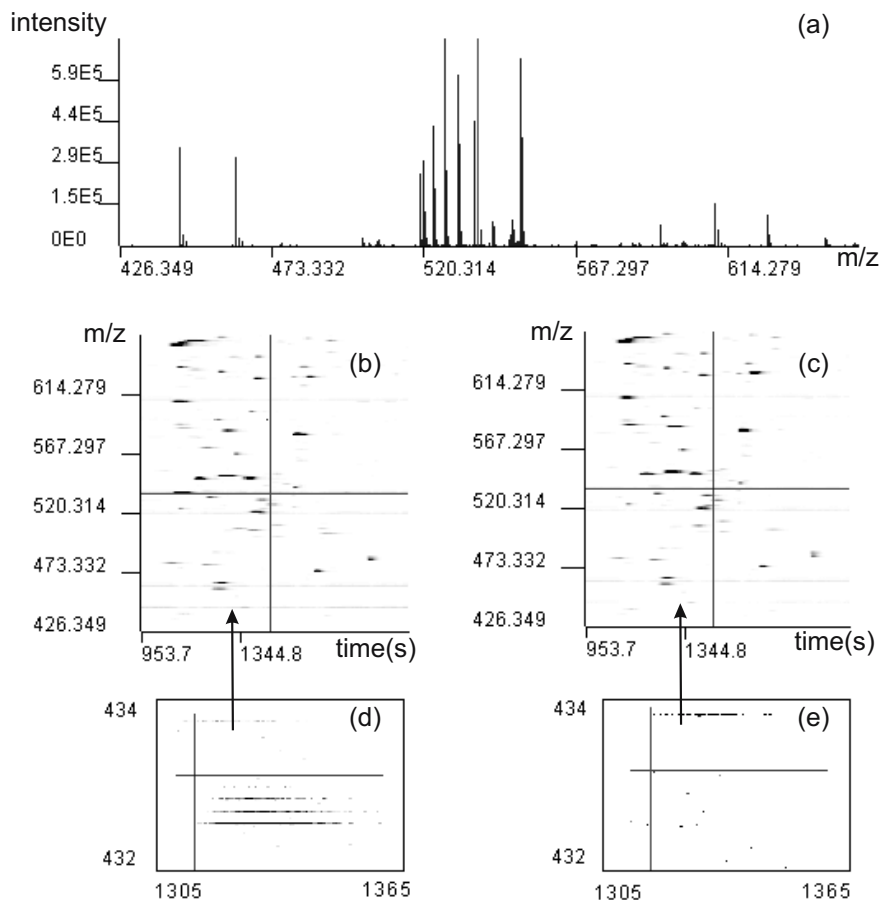 intensity
(a)
5.9E5
4.4E5
2.9E5
1.5E5
0E0
426.349
473.332
520.314
567.297
614.279
m/z
m/z
(b)
614.279
567.297
520.314
473.332
426.349
953.7
1344.8
time(s)
(c)
614.279
567.297
520.314
473.332
426.349
953.7
1344.8
time(s)
m/z
434
(d)
432
1305
1365
434
(e)
432
1305
1365